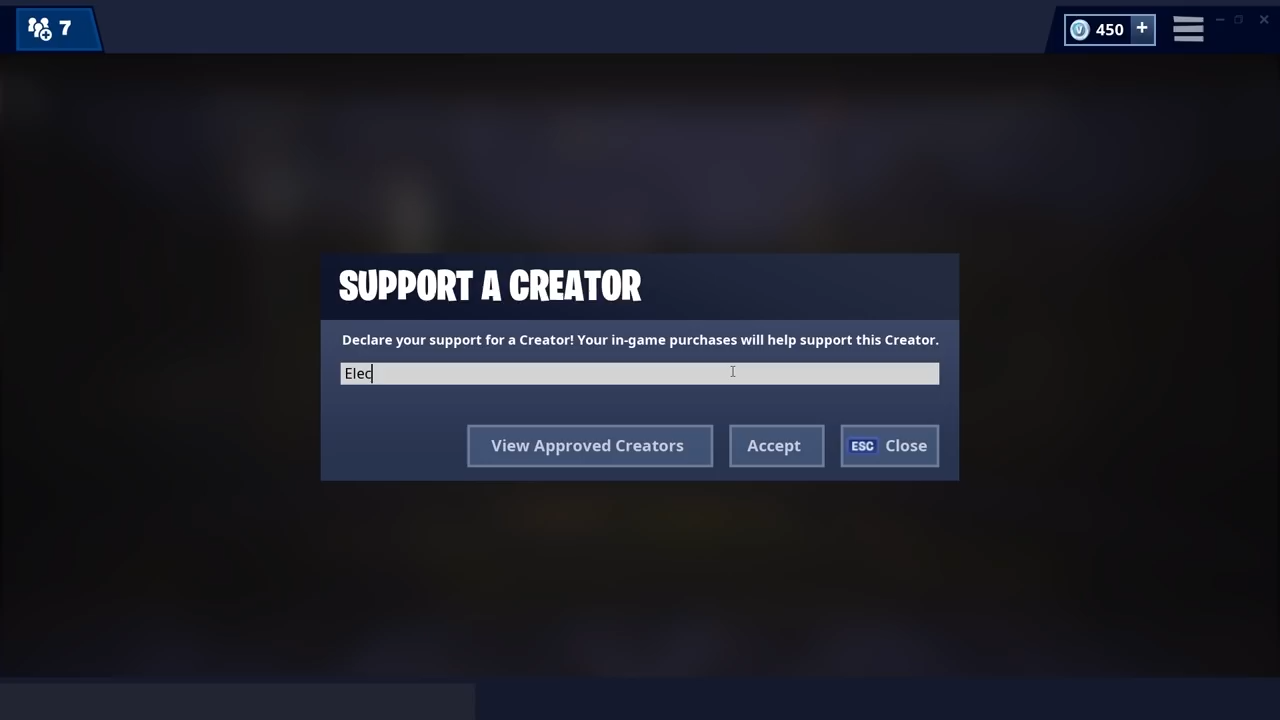 7
450 +
SUPPORT A CREATOR
Declare your support for a Creator! Your in-game purchases will help support this Creator.
Elec
View Approved Creators
Accept
ESC Close